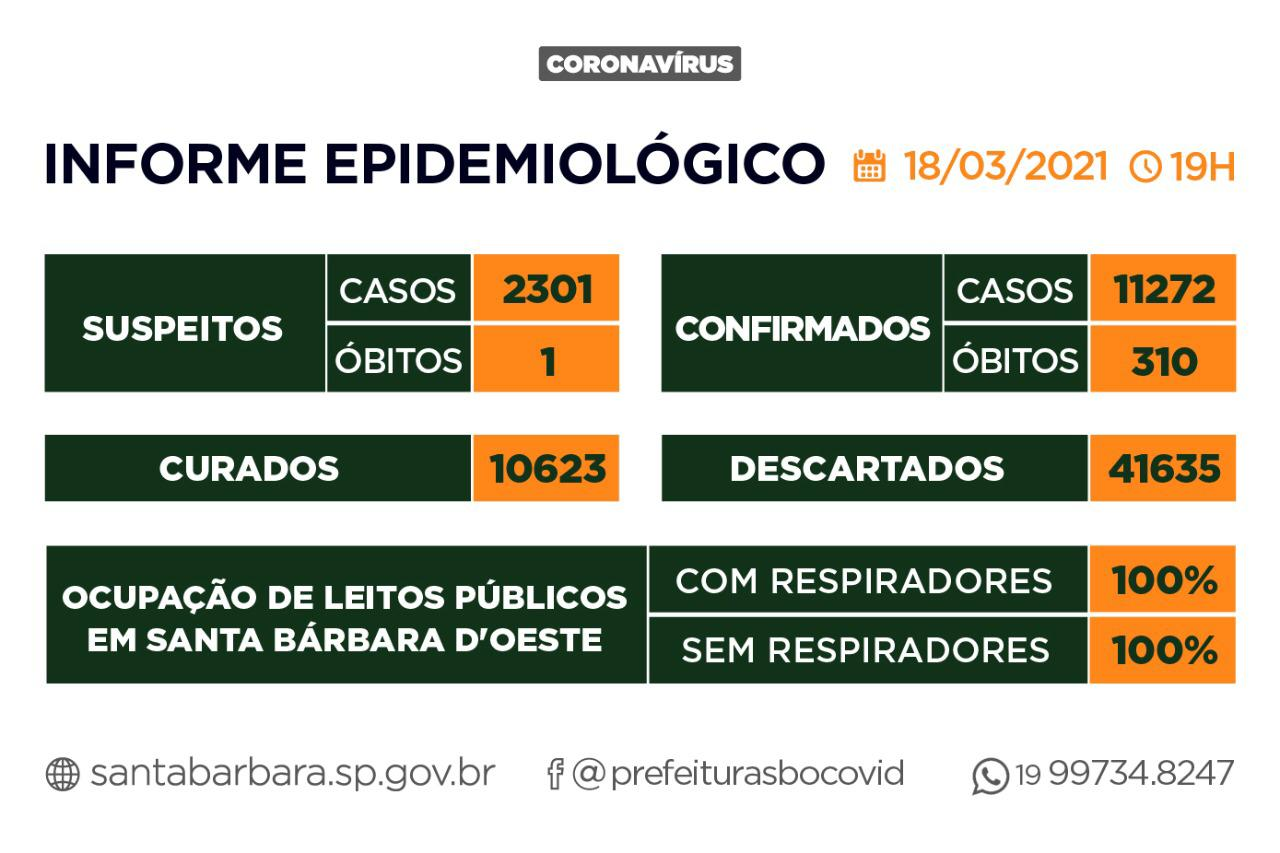 CORONAVÍRUS
INFORME EPIDEMIOLÓGICO 18/03/2021 19H
SUSPEITOS
CASOS 2301
ÓBITOS 1
CONFIRMADOS
CASOS 11272
ÓBITOS 310
CURADOS 10623
DESCARTADOS 41635
OCUPAÇÃO DE LEITOS PÚBLICOS
EM SANTA BÁRBARA D'OESTE
COM RESPIRADORES 100%
SEM RESPIRADORES 100%
santabarbara.sp.gov.br @prefeiturasbocovid 19 99734.8247